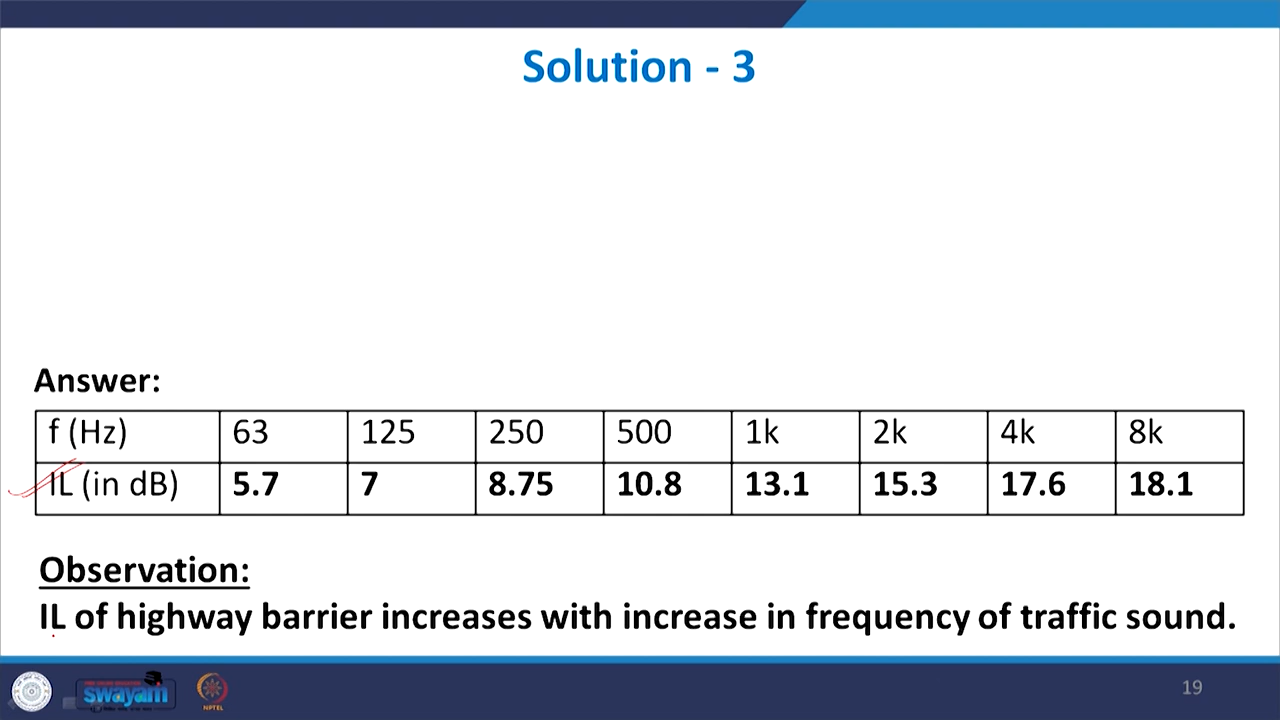 Solution - 3
Answer:
f (Hz) 63 125 250 500 1k 2k 4k 8k
IL (in dB) 5.7 7 8.75 10.8 13.1 15.3 17.6 18.1
Observation:
IL of highway barrier increases with increase in frequency of traffic sound.
swayam
NPTEL
19